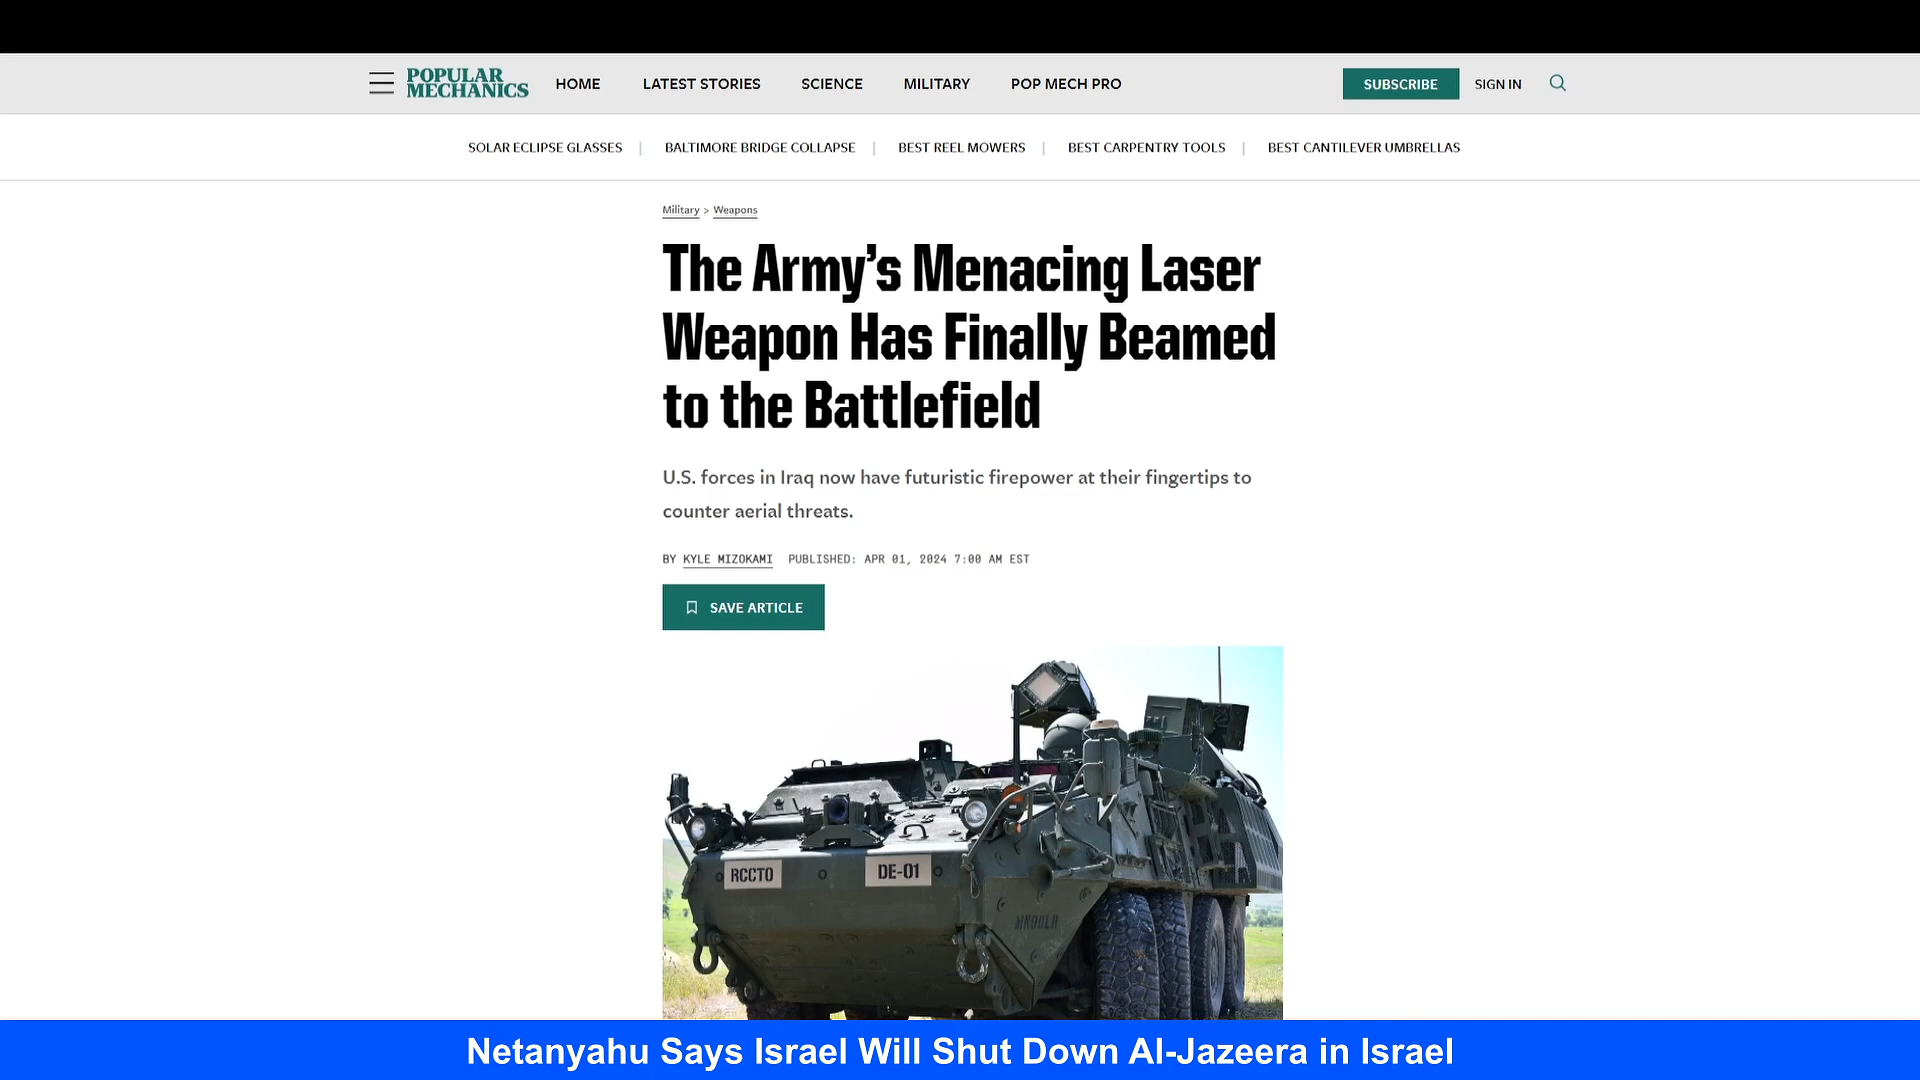 POPULAR
MECHANICS
HOME
LATEST STORIES
SCIENCE
MILITARY
POP MECH PRO
SUBSCRIBE
SIGN IN
SOLAR ECLIPSE GLASSES | BALTIMORE BRIDGE COLLAPSE | BEST REEL MOWERS | BEST CARPENTRY TOOLS | BEST CANTILEVER UMBRELLAS
Military > Weapons
The Army's Menacing Laser
Weapon Has Finally Beamed
to the Battlefield
U.S. forces in Iraq now have futuristic firepower at their fingertips to
counter aerial threats.
BY KYLE MIZOKAMI PUBLISHED: APR 01, 2024 7:00 AM EST
SAVE ARTICLE
RCCTO
DE-01
Netanyahu Says Israel Will Shut Down Al-Jazeera in Israel